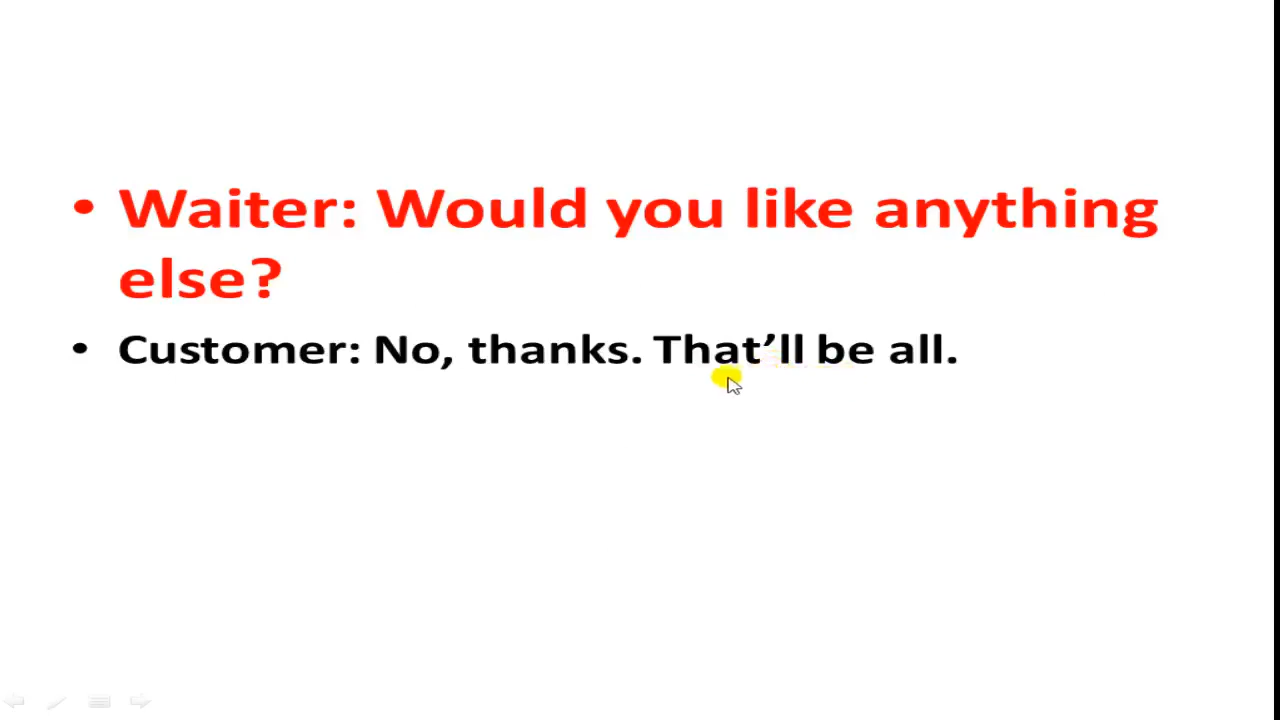 • Waiter: Would you like anything
else?
• Customer: No, thanks. That’ll be all.